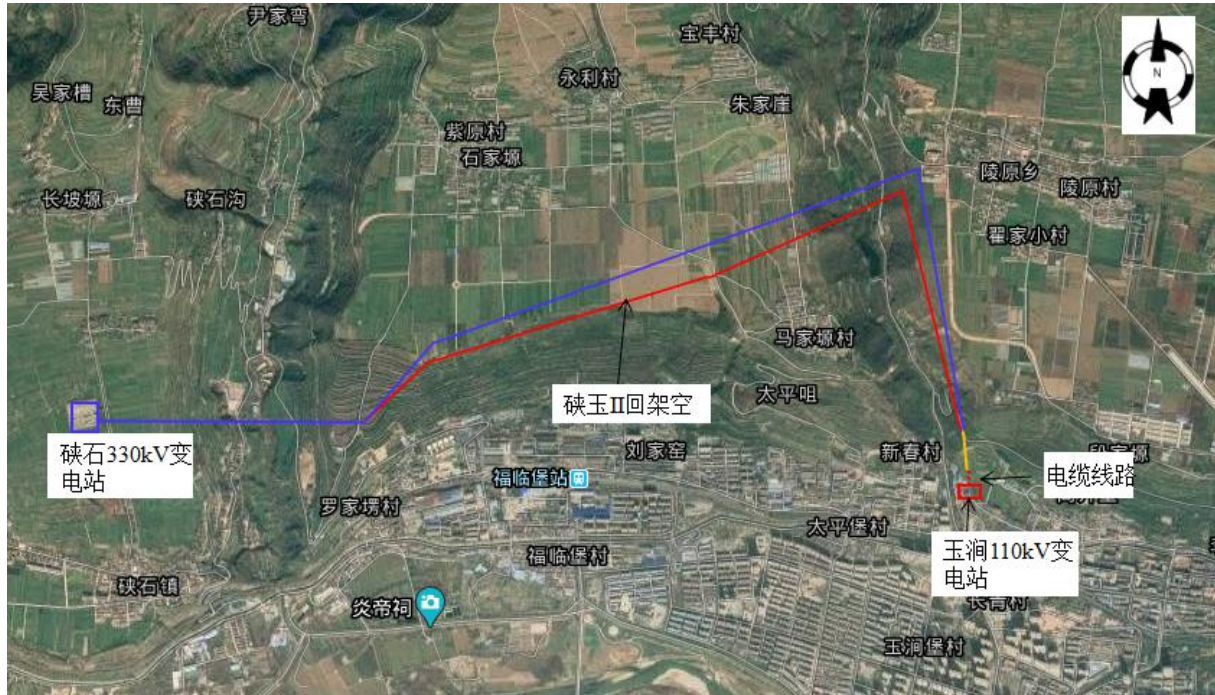 尹家弯
宝丰村
吴家槽
东曹
永利村
朱家崖
N
紫原村
石家塬
陵原乡
陵原村
长坡塬
硖石沟
翟家小村
马家塬村
硖玉II回架空
太平咀
硖石330kV变
电站
刘家窑
新春村
福临堡站
电缆线路
罗家塄村
太平堡村
福临堡村
玉涧110kV变
电站
硖石镇
炎帝祠
长青村
玉涧堡村